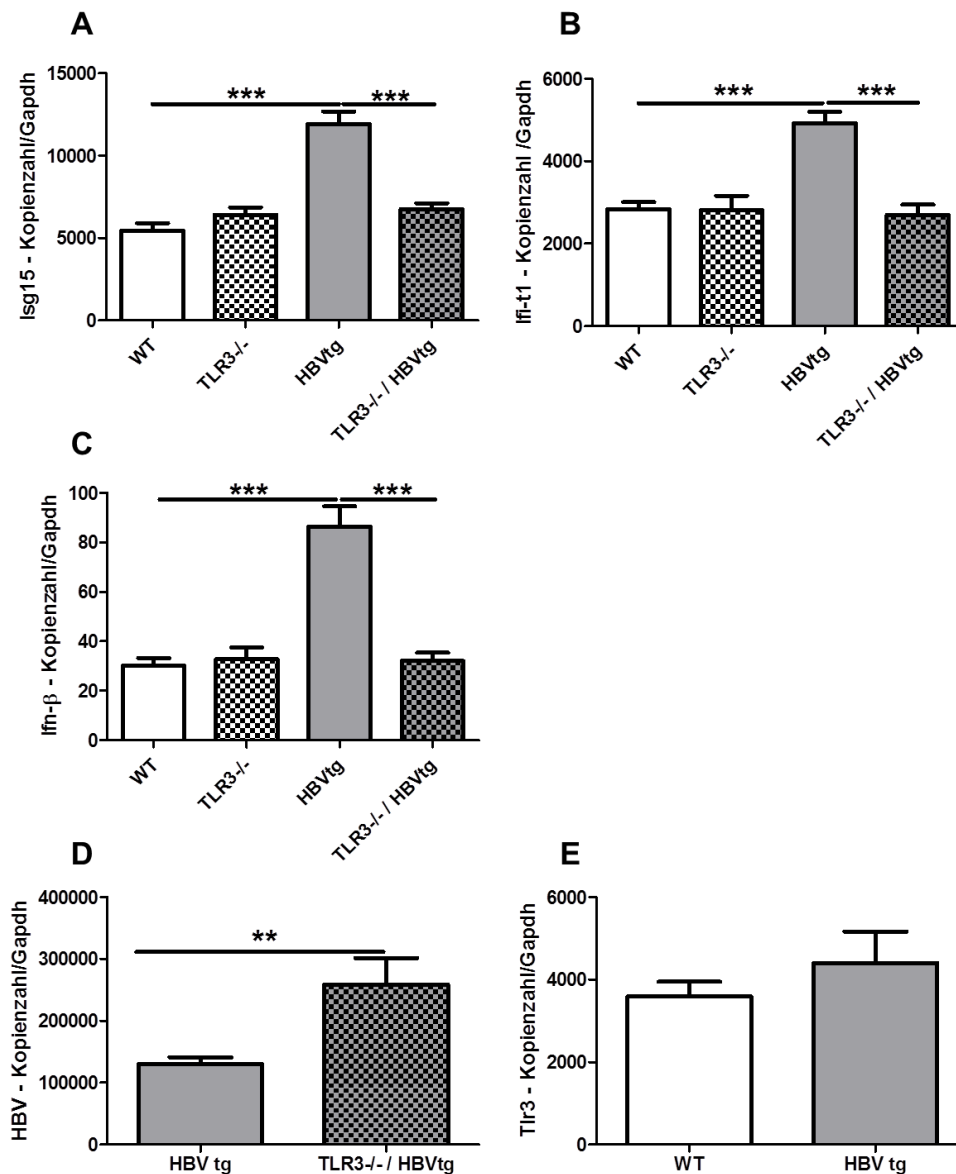 A
Isg15 - Kopienzahl/Gapdh
15000
10000
5000
0
***
***
WT
TLR3-/-
HBVtg
TLR3-/- / HBVtg
B
Ifi-t1 - Kopienzahl /Gapdh
6000
4000
2000
0
***
***
WT
TLR3-/-
HBVtg
TLR3-/- / HBVtg
C
Ifn-β - Kopienzahl/Gapdh
100
80
60
40
20
0
***
***
WT
TLR3-/-
HBVtg
TLR3-/- / HBVtg
D
HBV - Kopienzahl/Gapdh
400000
300000
200000
100000
0
**
HBV tg
TLR3-/- / HBVtg
E
Tlr3 - Kopienzahl/Gapdh
6000
4000
2000
0
WT
HBV tg